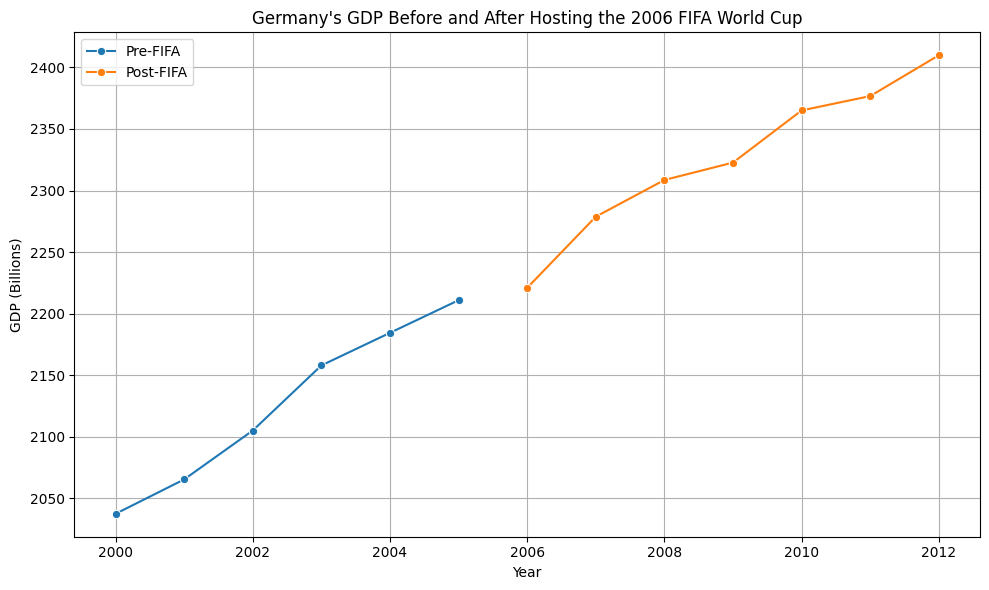 Germany's GDP Before and After Hosting the 2006 FIFA World Cup
Pre-FIFA
Post-FIFA
GDP (Billions)
2400
2350
2300
2250
2200
2150
2100
2050
2000 2002 2004 2006 2008 2010 2012
Year